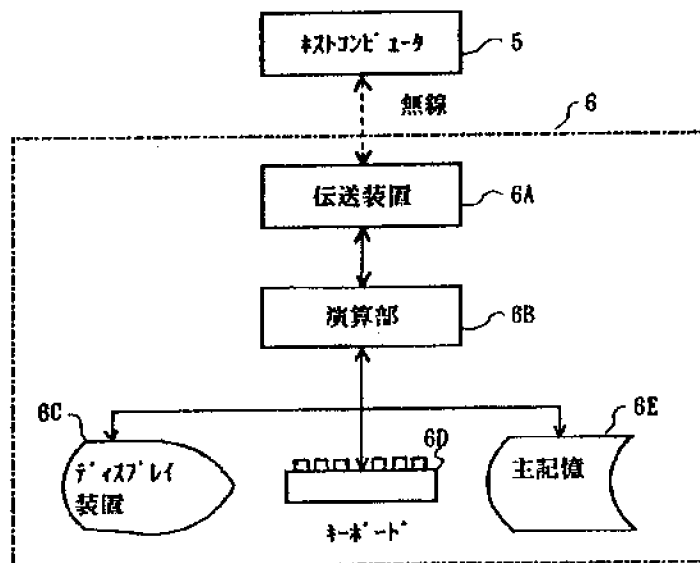 ホストコンピュータ
5
無線
6
伝送装置
6A
演算部
6B
6C
6D
6E
ディスプレイ
装置
主記憶
キーボード